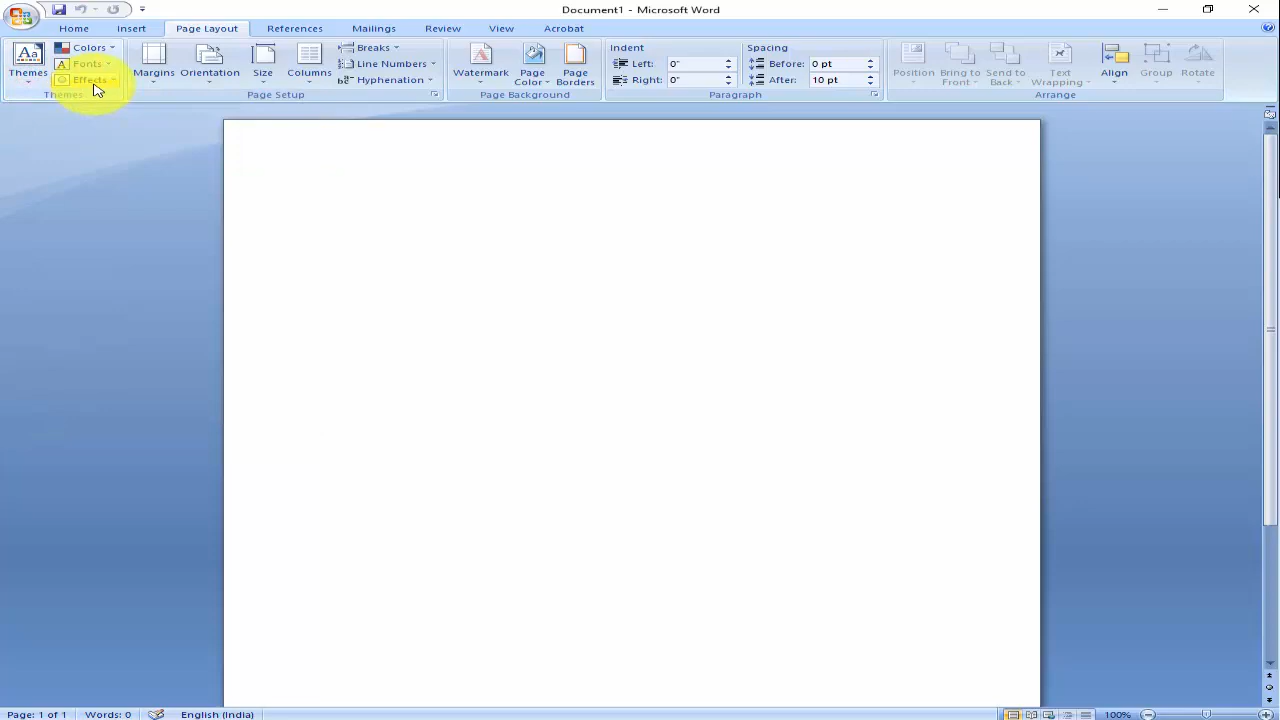 Document1 - Microsoft Word
Home Insert Page Layout References Mailings Review View Acrobat
Aa
Themes
Colors
A Fonts
Effects
Themes
Margins
Orientation
Size
Columns
Breaks
Line Numbers
Hyphenation
Page Setup
A
Watermark
Page
Color
Page
Borders
Page Background
Indent
Left: 0"
Right: 0"
Spacing
Before: 0 pt
After: 10 pt
Paragraph
Position
Bring to
Front
Send to
Back
Text
Wrapping
Align
Group
Rotate
Arrange
Page: 1 of 1 Words: 0 English (India) 100%